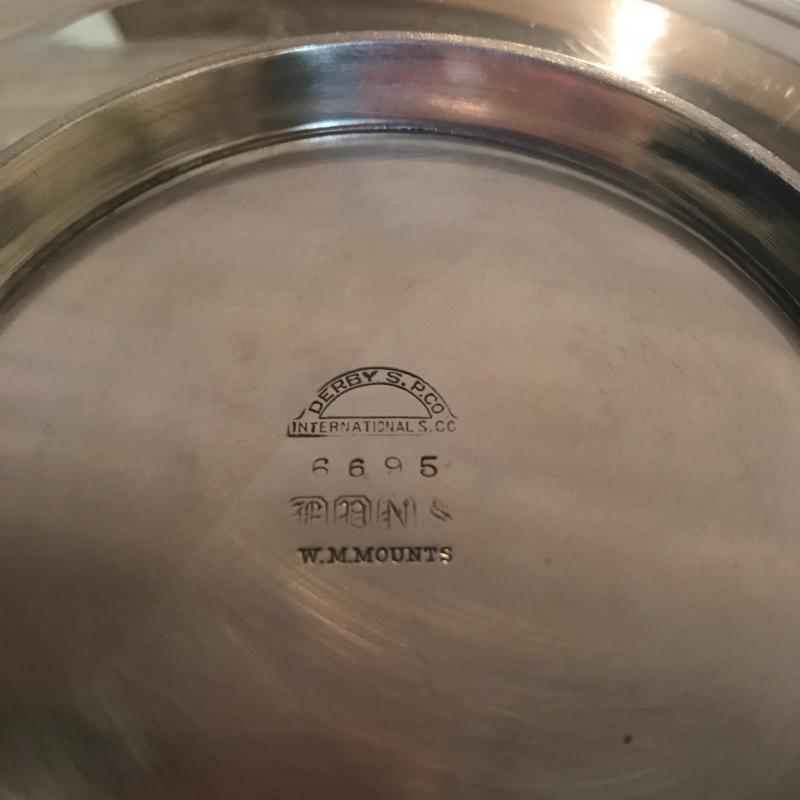 DERBY S. P. CO
INTERNATIONAL S. CO
6695
W.M.MOUNTS